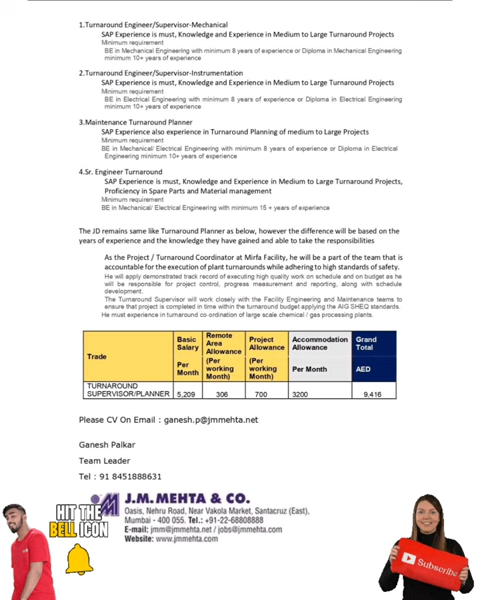 1.Turnaround Engineer/Supervisor-Mechanical
SAP Experience is must, Knowledge and Experience in Medium to Large Turnaround Projects
Minimum requirement
BE in Mechanical Engineering with minimum 8 years of experience or Diploma in Mechanical Engineering
minimum 10+ years of experience
2.Turnaround Engineer/Supervisor-Instrumentation
SAP Experience is must, Knowledge and Experience in Medium to Large Turnaround Projects
Minimum requirement
BE in Electrical Engineering with minimum 8 years of experience or Diploma in Electrical Engineering
minimum 10+ years of experience
3.Maintenance Turnaround Planner
SAP Experience also experience in Turnaround Planning of medium to Large Projects
Minimum requirement
BE in Mechanical/ Electrical Engineering with minimum 8 years of experience or Diploma in Electrical
Engineering minimum 10+ years of experience
4.Sr. Engineer Turnaround
SAP Experience is must, Knowledge and Experience in Medium to Large Turnaround Projects,
Proficiency in Spare Parts and Material management
Minimum requirement
BE in Mechanical/ Electrical Engineering with minimum 15 + years of experience
The JD remains same like Turnaround Planner as below, however the difference will be based on the
years of experience and the knowledge they have gained and able to take the responsibilities
As the Project / Turnaround Coordinator at Mirfa Facility, he will be a part of the team that is
accountable for the execution of plant turnarounds while adhering to high standards of safety.
He will apply demonstrated track record of executing high quality work on schedule and on budget as he
will be responsible for project control, progress measurement and reporting, along with schedule
development.
The Turnaround Supervisor will work closely with the Facility Engineering and Maintenance teams to
ensure that project is completed in time within the turnaround budget applying the AIG SHEQ standards.
He must experience in turnaround co-ordination of large scale chemical / gas processing plants.
Trade Basic Salary Per Month Remote Area Allowance (Per working Month) Project Allowance (Per working Month) Accommodation Allowance Per Month Grand Total AED
TURNAROUND
SUPERVISOR/PLANNER 5,209 306 700 3200 9,416
Please CV On Email : ganesh.p@jmmehta.net
Ganesh Palkar
Team Leader
Tel : 91 8451888631
J.M. MEHTA & CO.
Oasis, Nehru Road, Near Vakola Market, Santacruz (East),
Mumbai - 400 055. Tel.: +91-22-68808888
E-mail: jmm@jmmehta.net / jobs@jmmehta.com
Website: www.jmmehta.com
HIT THE
BELL ICON
Subscribe